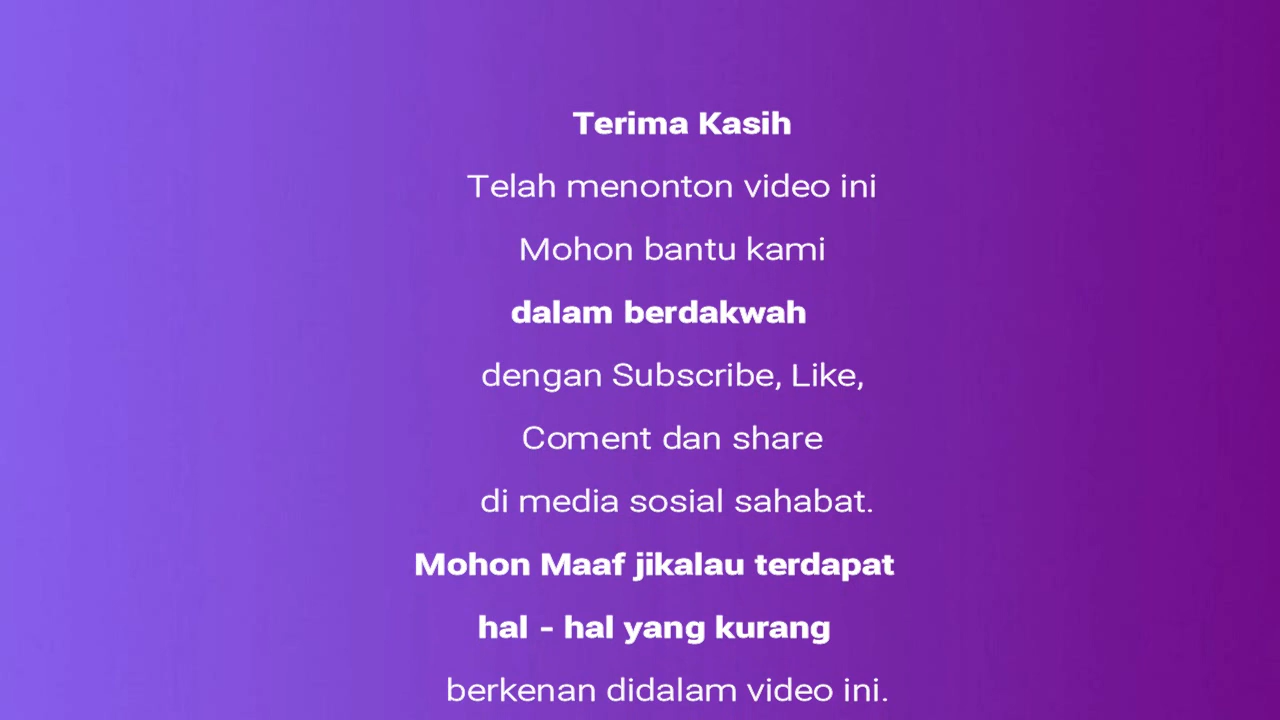 Terima Kasih
Telah menonton video ini
Mohon bantu kami
dalam berdakwah
dengan Subscribe, Like,
Coment dan share
di media sosial sahabat.
Mohon Maaf jikalau terdapat
hal - hal yang kurang
berkenan didalam video ini.